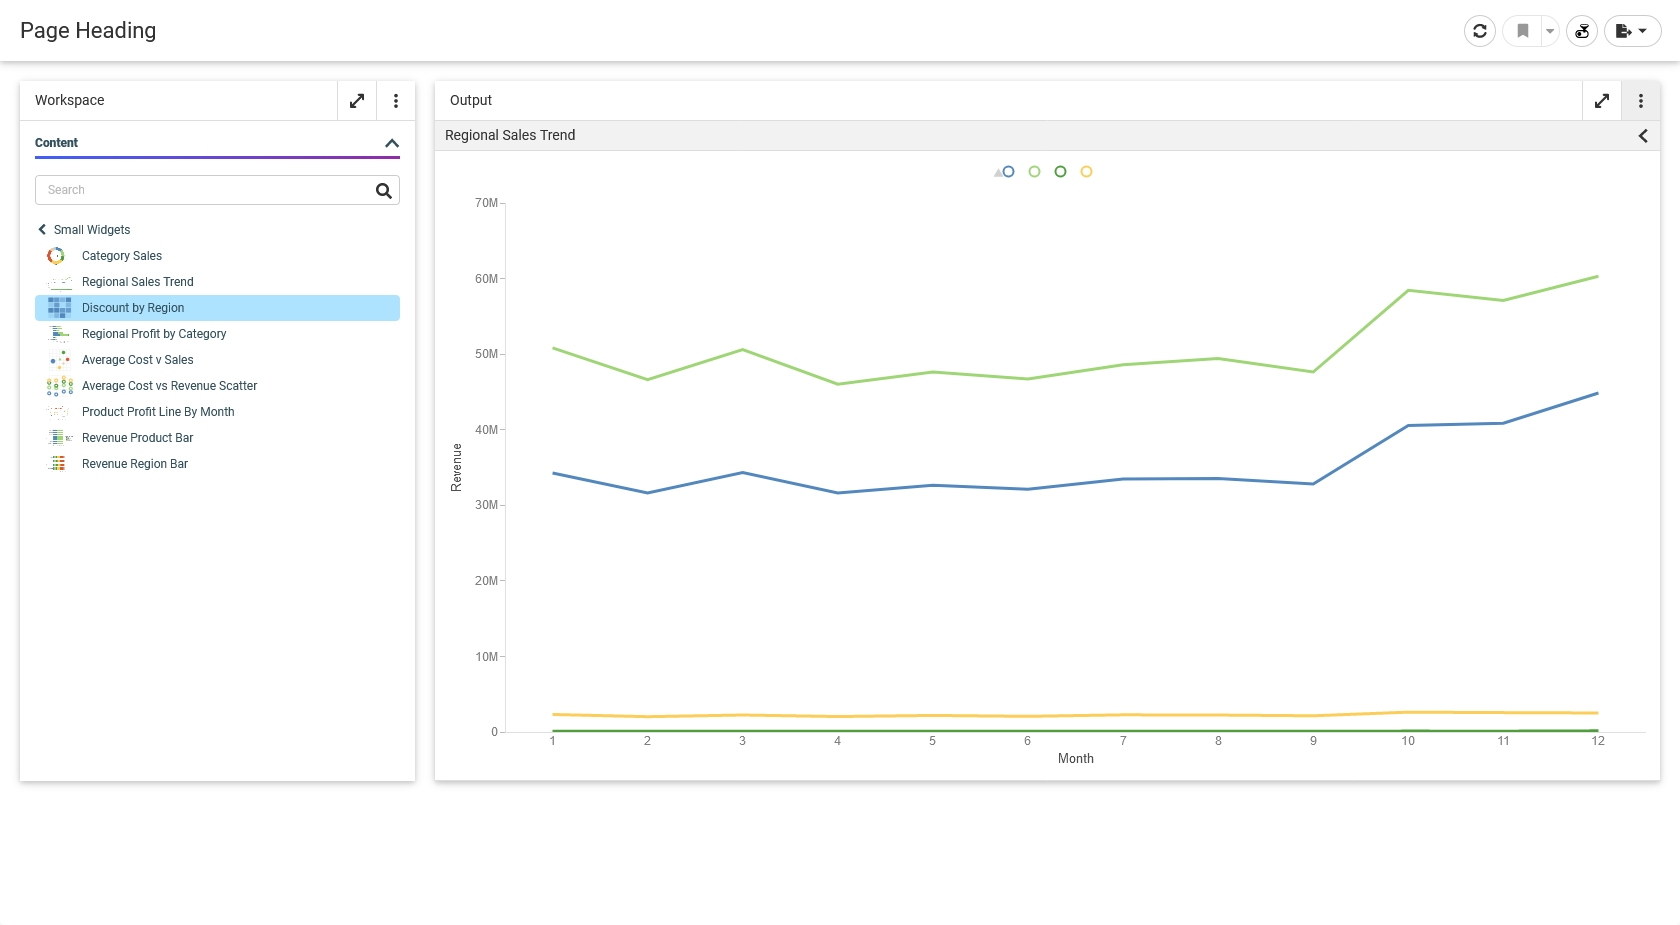 Page Heading
Workspace
Content
Search
Small Widgets
Category Sales
Regional Sales Trend
Discount by Region
Regional Profit by Category
Average Cost v Sales
Average Cost vs Revenue Scatter
Product Profit Line By Month
Revenue Product Bar
Revenue Region Bar
Output
Regional Sales Trend
70M
60M
50M
40M
30M
20M
10M
0
Revenue
1 2 3 4 5 6 7 8 9 10 11 12
Month